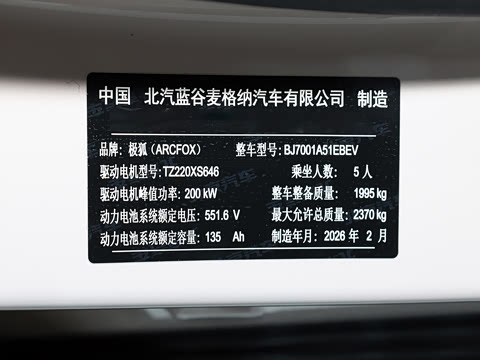 中国 北汽蓝谷麦格纳汽车有限公司 制造
品牌: 极狐 (ARCFOX) 整车型号: BJ7001A51EBEV
驱动电机型号: TZ220XS646 乘坐人数: 5 人
驱动电机峰值功率: 200 kW 整车整备质量: 1995 kg
动力电池系统额定电压: 551.6 V 最大允许总质量: 2370 kg
动力电池系统额定容量: 135 Ah 制造年月: 2026 年 2 月